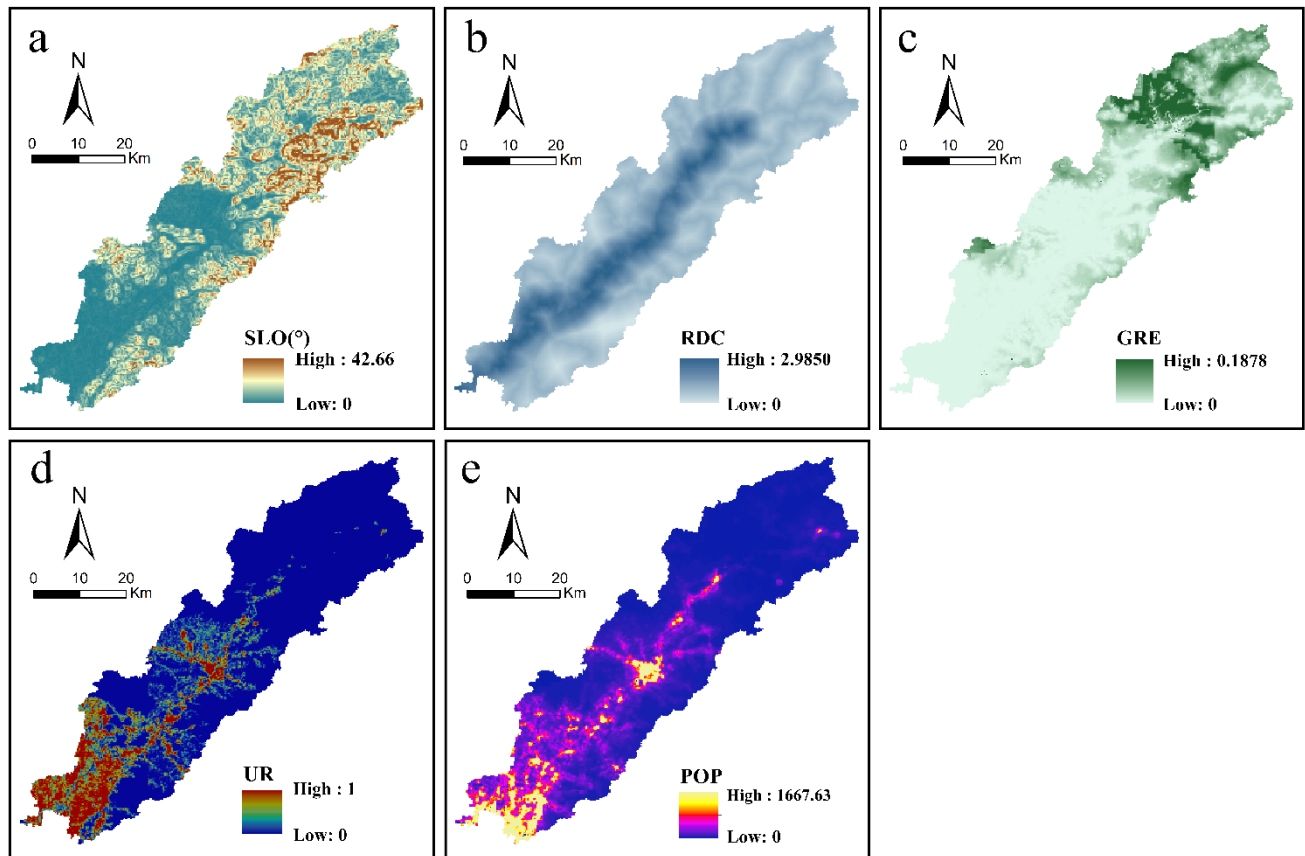 a
N
0 10 20
Km
SLO(°)
High : 42.66
Low: 0
b
N
0 10 20
Km
RDC
High : 2.9850
Low: 0
c
N
0 10 20
Km
GRE
High : 0.1878
Low: 0
d
N
0 10 20
Km
UR
High : 1
Low: 0
e
N
0 10 20
Km
POP
High : 1667.63
Low: 0